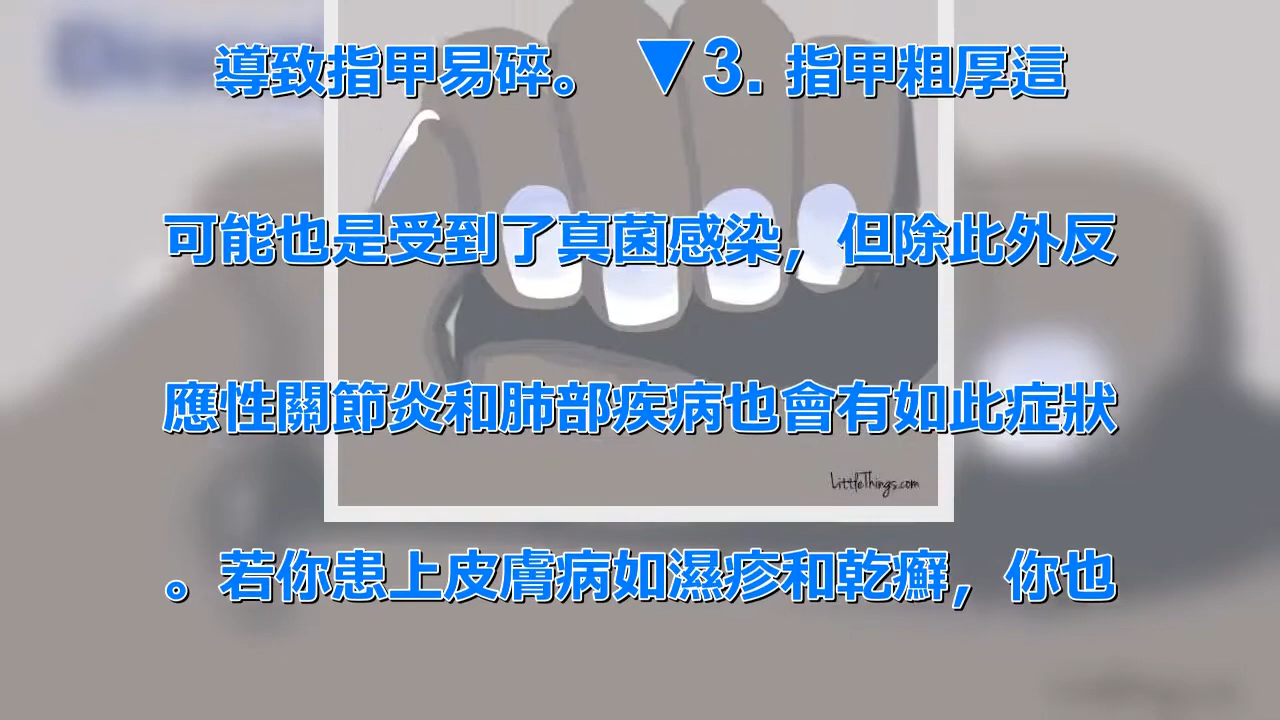 導致指甲易碎。 ▼3. 指甲粗厚這
可能也是受到了真菌感染，但除此外反
應性關節炎和肺部疾病也會有如此症狀
。若你患上皮膚病如濕疹和乾癬，你也
LittleThings.com